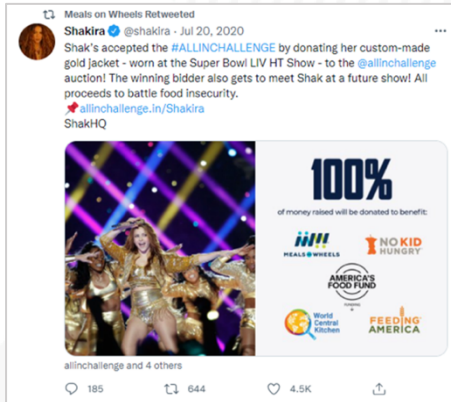 Meals on Wheels Retweeted
Shakira @shakira · Jul 20, 2020
Shak's accepted the #ALLINCHALLENGE by donating her custom-made
gold jacket - worn at the Super Bowl LIV HT Show - to the @allinchallenge
auction! The winning bidder also gets to meet Shak at a future show! All
proceeds to battle food insecurity.
📌allinchallenge.in/Shakira
ShakHQ
100%
of money raised will be donated to benefit:
MEALS ON WHEELS
NO KID
HUNGRY
AMERICA'S
FOOD FUND
World
Central
Kitchen
FEEDING
AMERICA
allinchallenge and 4 others
185 644 4.5K